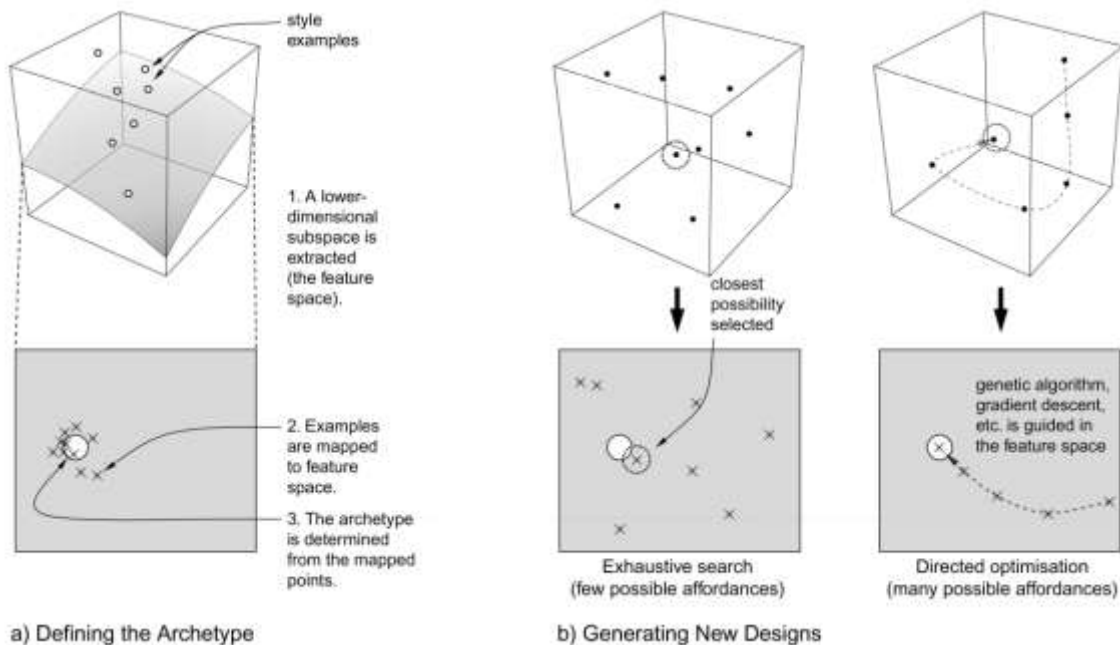 style
examples
1. A lower-
dimensional
subspace is
extracted
(the feature
space).
2. Examples
are mapped
to feature
space.
3. The archetype
is determined
from the mapped
points.
a) Defining the Archetype
closest
possibility
selected
genetic algorithm,
gradient descent,
etc. is guided in
the feature space
Exhaustive search
(few possible affordances)
Directed optimisation
(many possible affordances)
b) Generating New Designs